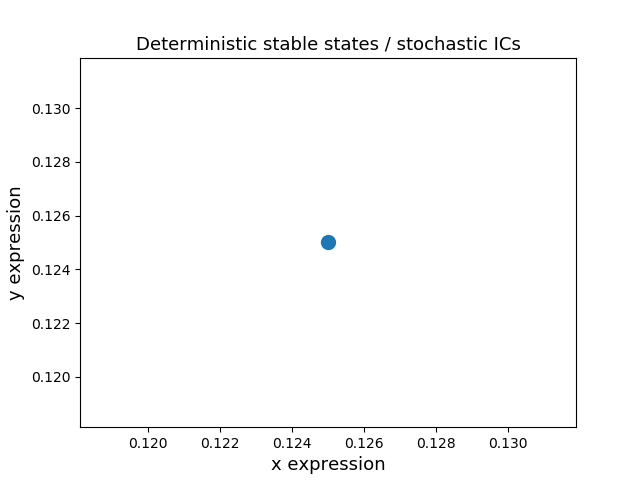 Deterministic stable states / stochastic ICs
y expression
0.130
0.128
0.126
0.124
0.122
0.120
0.120 0.122 0.124 0.126 0.128 0.130
x expression